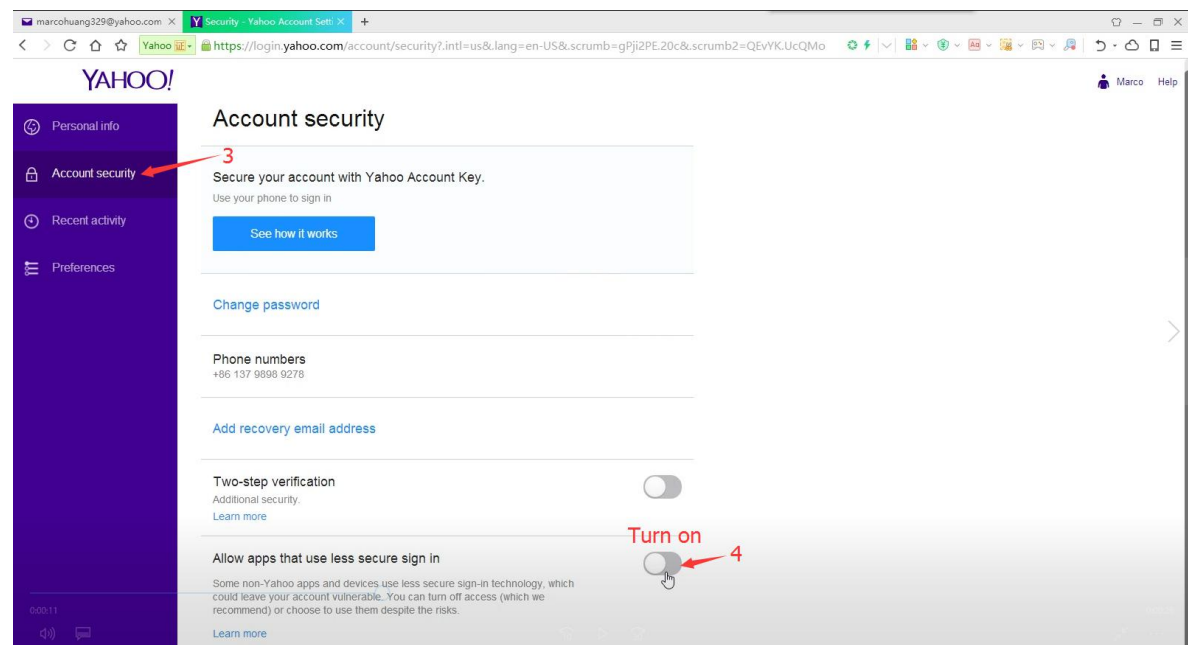 marcohuang329@yahoo.com
Security - Yahoo Account Setti
Yahoo
https://login.yahoo.com/account/security?.intl=us&.lang=en-US&.scrumb=gPji2PE.20c&.scrumb2=QEvYK.UcQMo
YAHOO!
Marco Help
Personal info
Account security
Recent activity
Preferences
3
Account security
Secure your account with Yahoo Account Key.
Use your phone to sign in
See how it works
Change password
Phone numbers
+86 137 9898 9278
Add recovery email address
Two-step verification
Additional security.
Learn more
Turn on
4
Allow apps that use less secure sign in
Some non-Yahoo apps and devices use less secure sign-in technology, which
could leave your account vulnerable. You can turn off access (which we
recommend) or choose to use them despite the risks.
Learn more
0:00:11